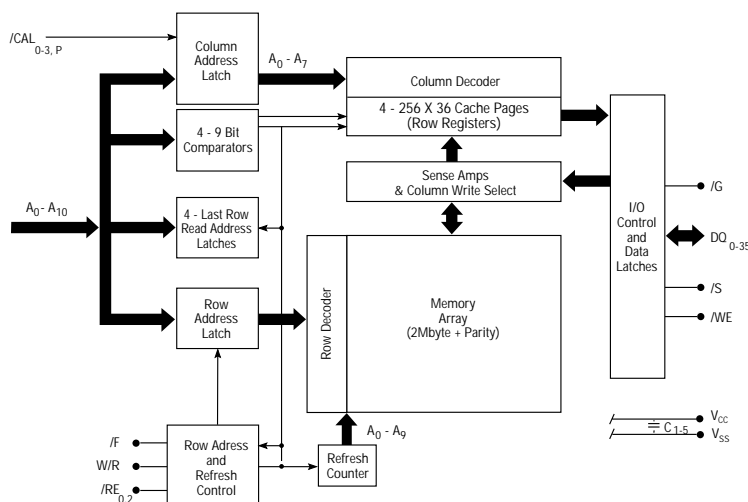 /CAL 0-3, P
Column
Address
Latch
A0 - A7
Column Decoder
4 - 256 X 36 Cache Pages
(Row Registers)
4 - 9 Bit
Comparators
Sense Amps
& Column Write Select
/G
A0 - A10
4 - Last Row
Read Address
Latches
I/O
Control
and
Data
Latches
DQ 0-35
Row
Address
Latch
Row Decoder
Memory
Array
(2Mbyte + Parity)
/S
/WE
A0 - A9
VCC
C1-5
VSS
/F
W/R
/RE0,2
Row Adress
and
Refresh
Control
Refresh
Counter